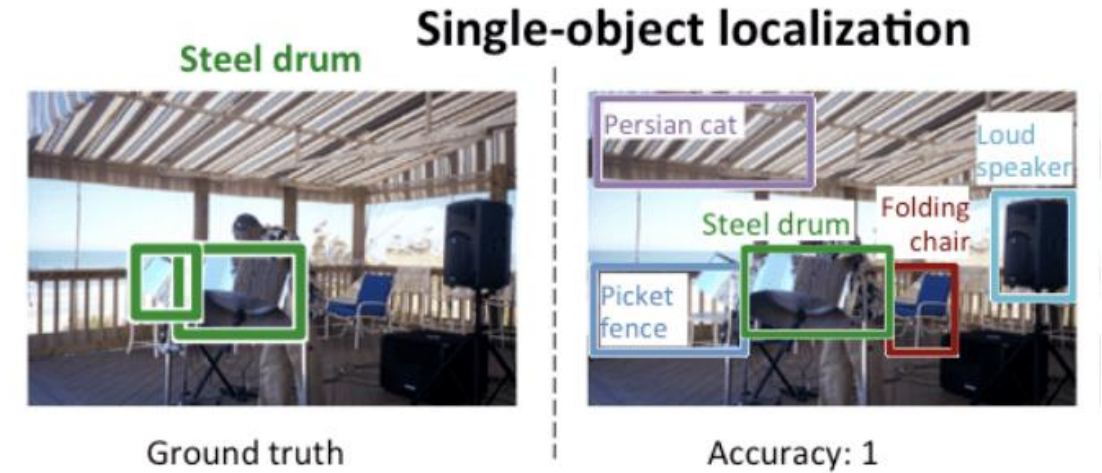 Single-object localization
Steel drum
Persian cat
Loud
speaker
Steel drum
Folding
chair
Picket
fence
Ground truth
Accuracy: 1